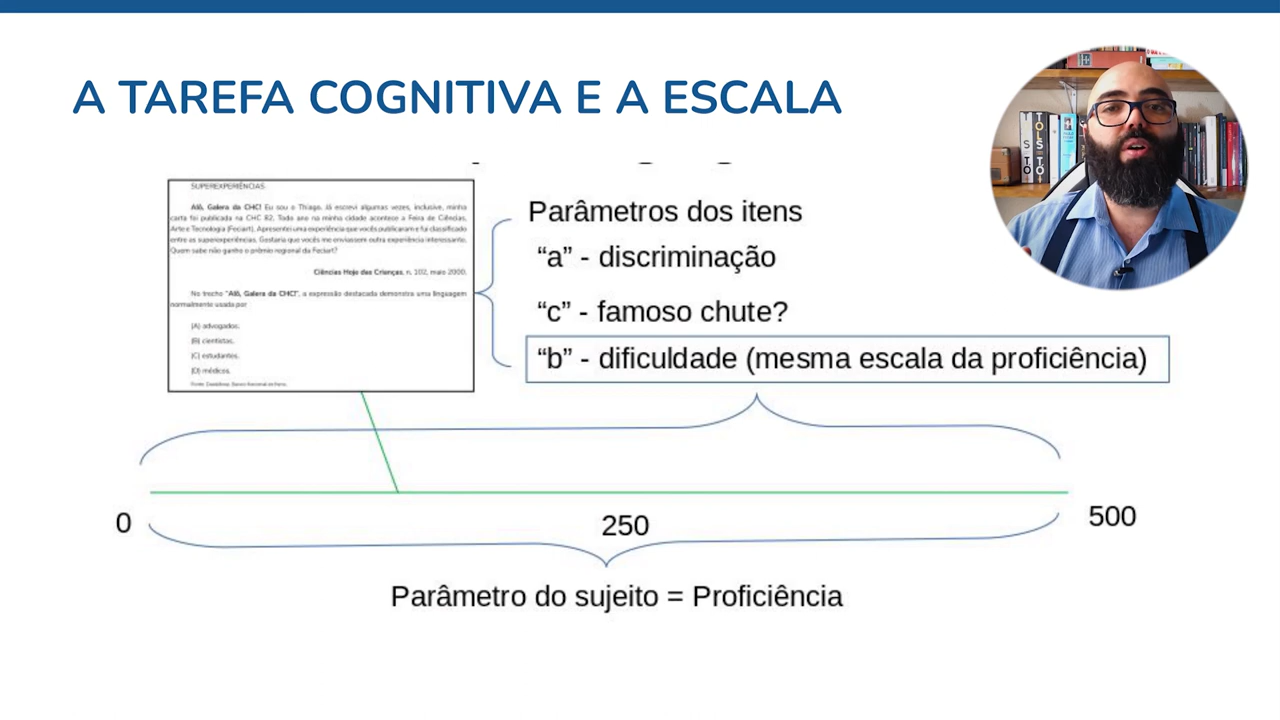 A TAREFA COGNITIVA E A ESCALA
SUPEREXPERIÊNCIAS
Alô, Galera da CHC! Eu sou o Thiago. Já escrevi algumas vezes, inclusive, minha
carta foi publicada na CHC 82. Todo ano na minha cidade acontece a Feira de Ciências,
Arte e Tecnologia (Feciart). Apresentei uma experiência que vocês publicaram e fui classificado
entre as superexperiências. Gostaria que vocês me enviassem outra experiência interessante.
Quem sabe não ganho o prêmio regional da Feciart?
Ciências Hoje das Crianças, n. 102, maio 2000.
No trecho "Alô, Galera da CHC!", a expressão destacada demonstra uma linguagem
normalmente usada por
(A) advogados.
(B) cientistas.
(C) estudantes.
(D) médicos.
Parâmetros dos itens
“a” - discriminação
“c” - famoso chute?
“b” - dificuldade (mesma escala da proficiência)
0
250
500
Parâmetro do sujeito = Proficiência
TOLSTÓI